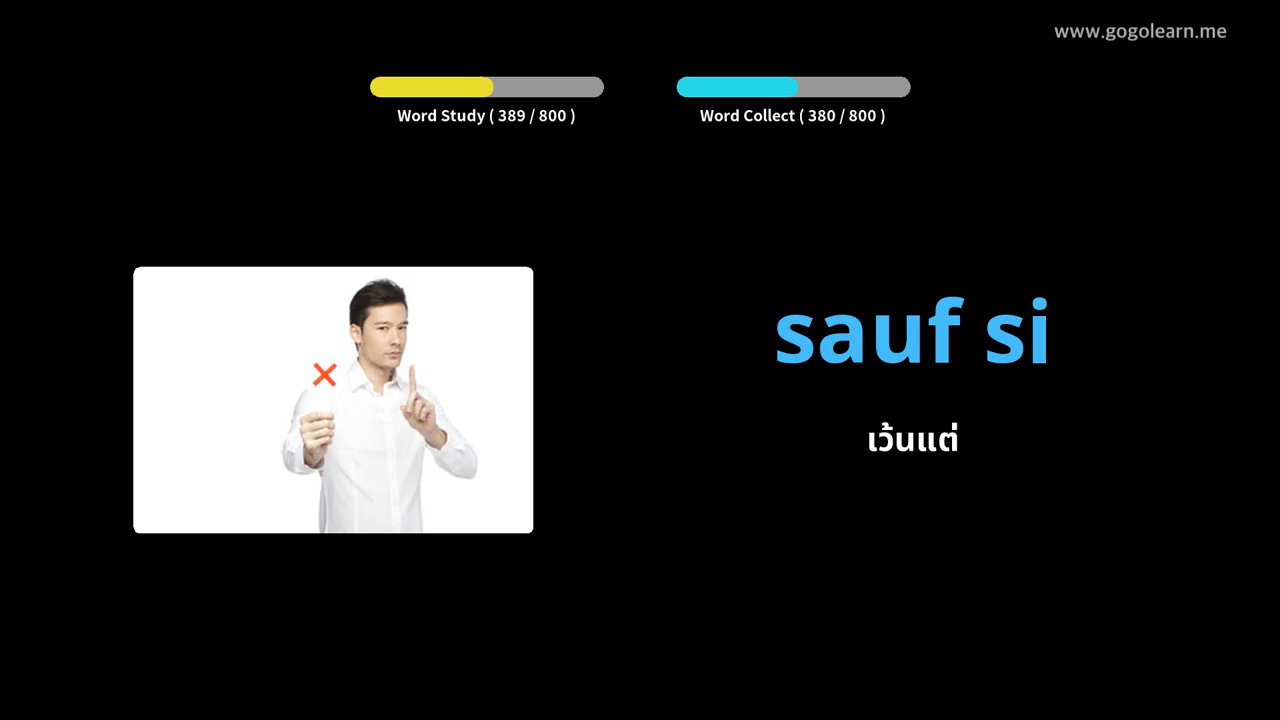 www.gogolearn.me
Word Study ( 389 / 800 )
Word Collect ( 380 / 800 )
sauf si
เว้นแต่